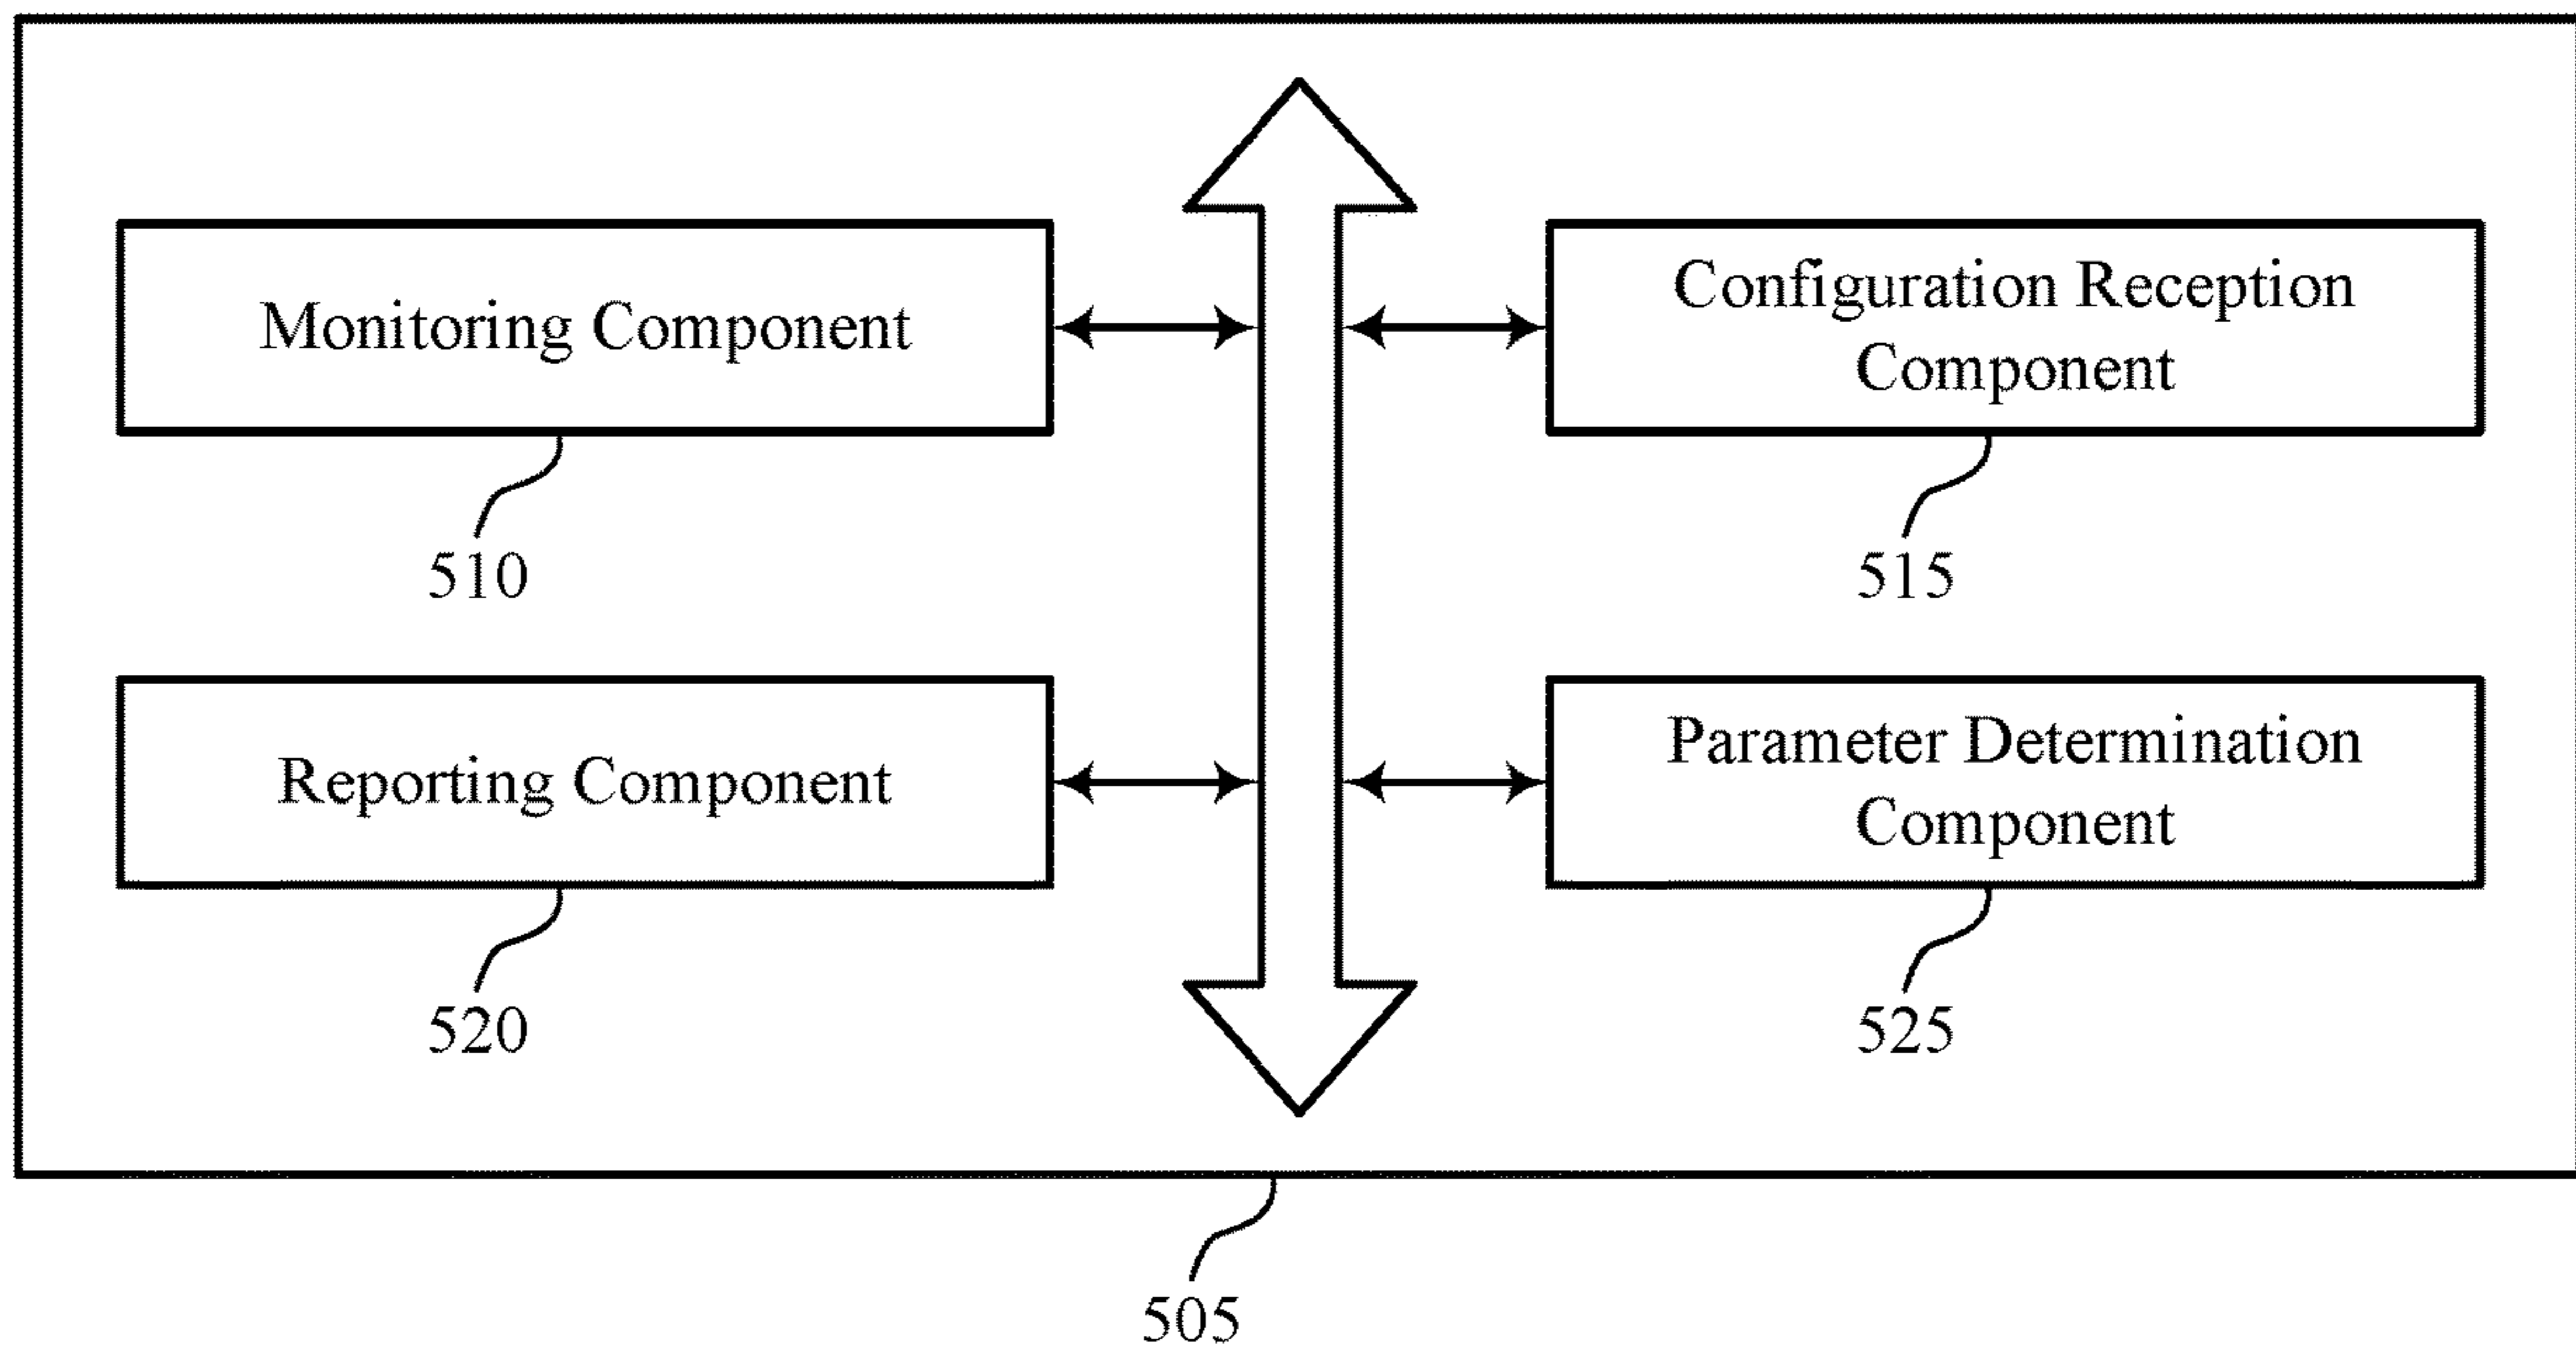 Monitoring Component
Configuration Reception
Component
510
515
Reporting Component
Parameter Determination
Component
520
525
505